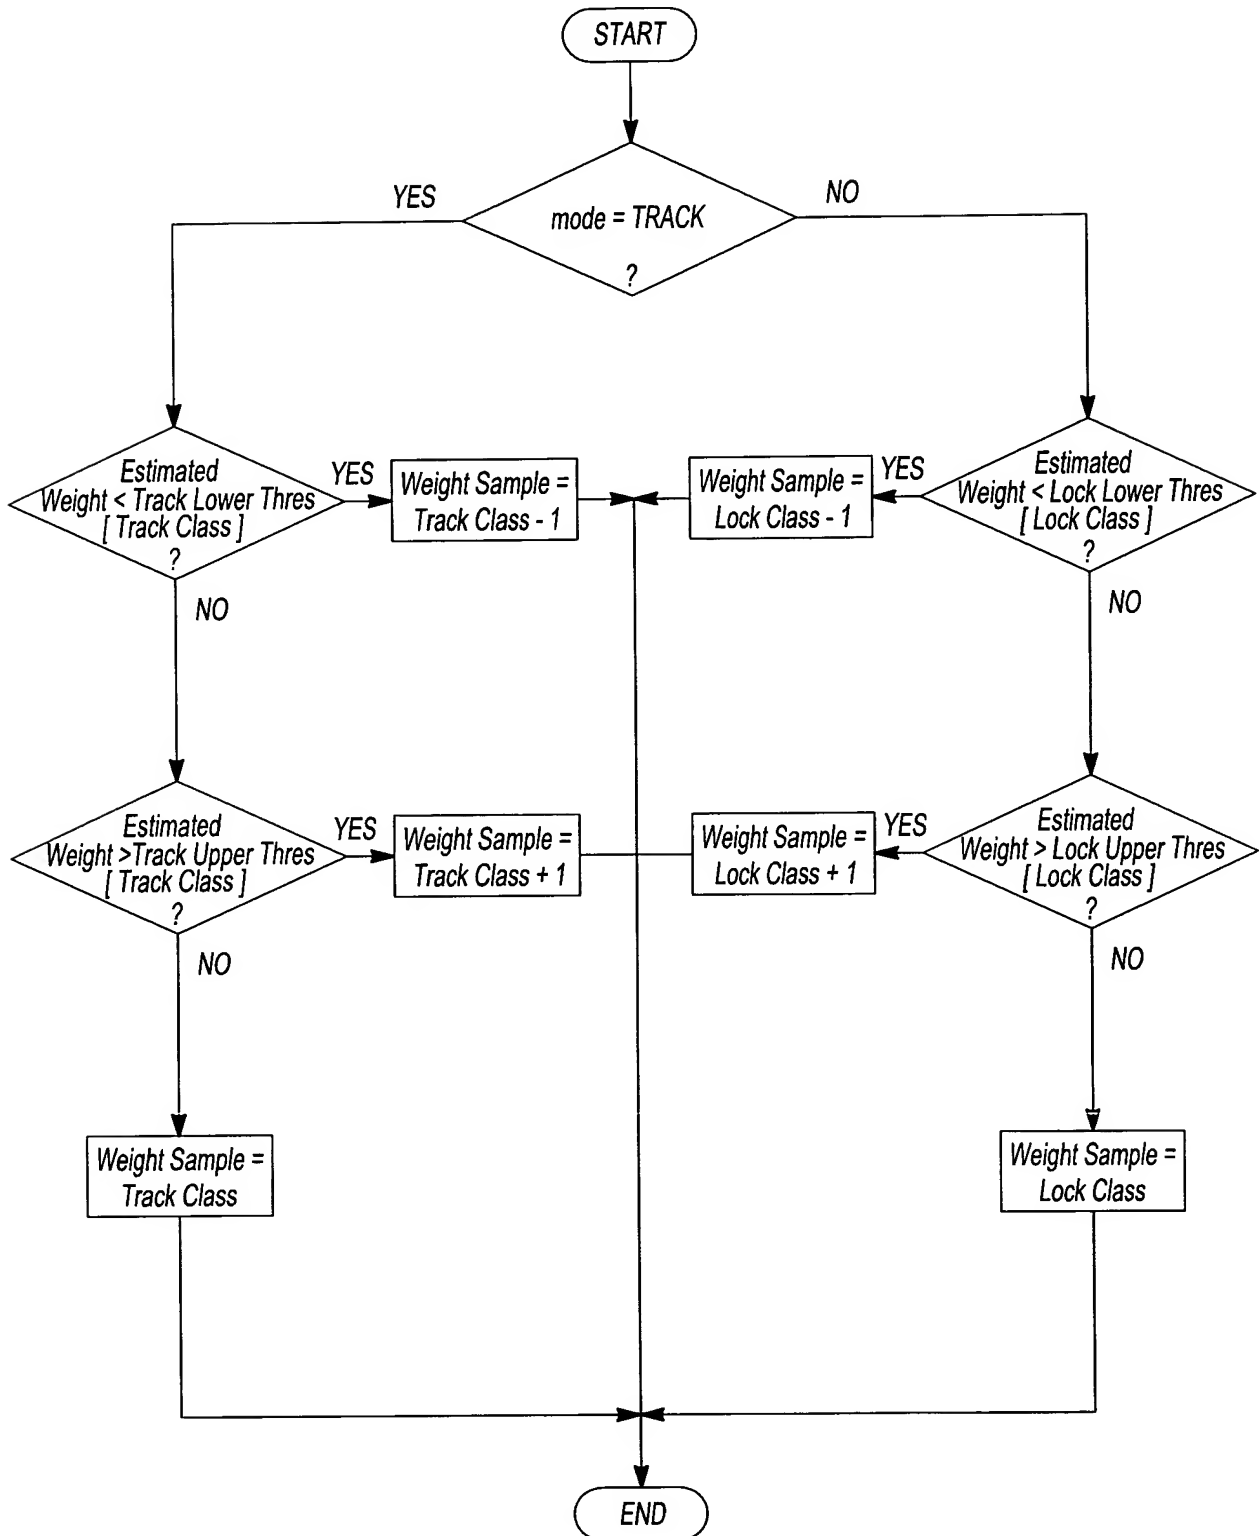 START
YES
NO
mode = TRACK
?
Estimated
Weight < Track Lower Thres
[ Track Class ]
?
YES
Weight Sample =
Track Class - 1
Weight Sample =
Lock Class - 1
YES
Estimated
Weight < Lock Lower Thres
[ Lock Class ]
?
NO
NO
Estimated
Weight >Track Upper Thres
[ Track Class ]
?
YES
Weight Sample =
Track Class + 1
Weight Sample =
Lock Class + 1
YES
Estimated
Weight > Lock Upper Thres
[ Lock Class ]
?
NO
NO
Weight Sample =
Track Class
Weight Sample =
Lock Class
END